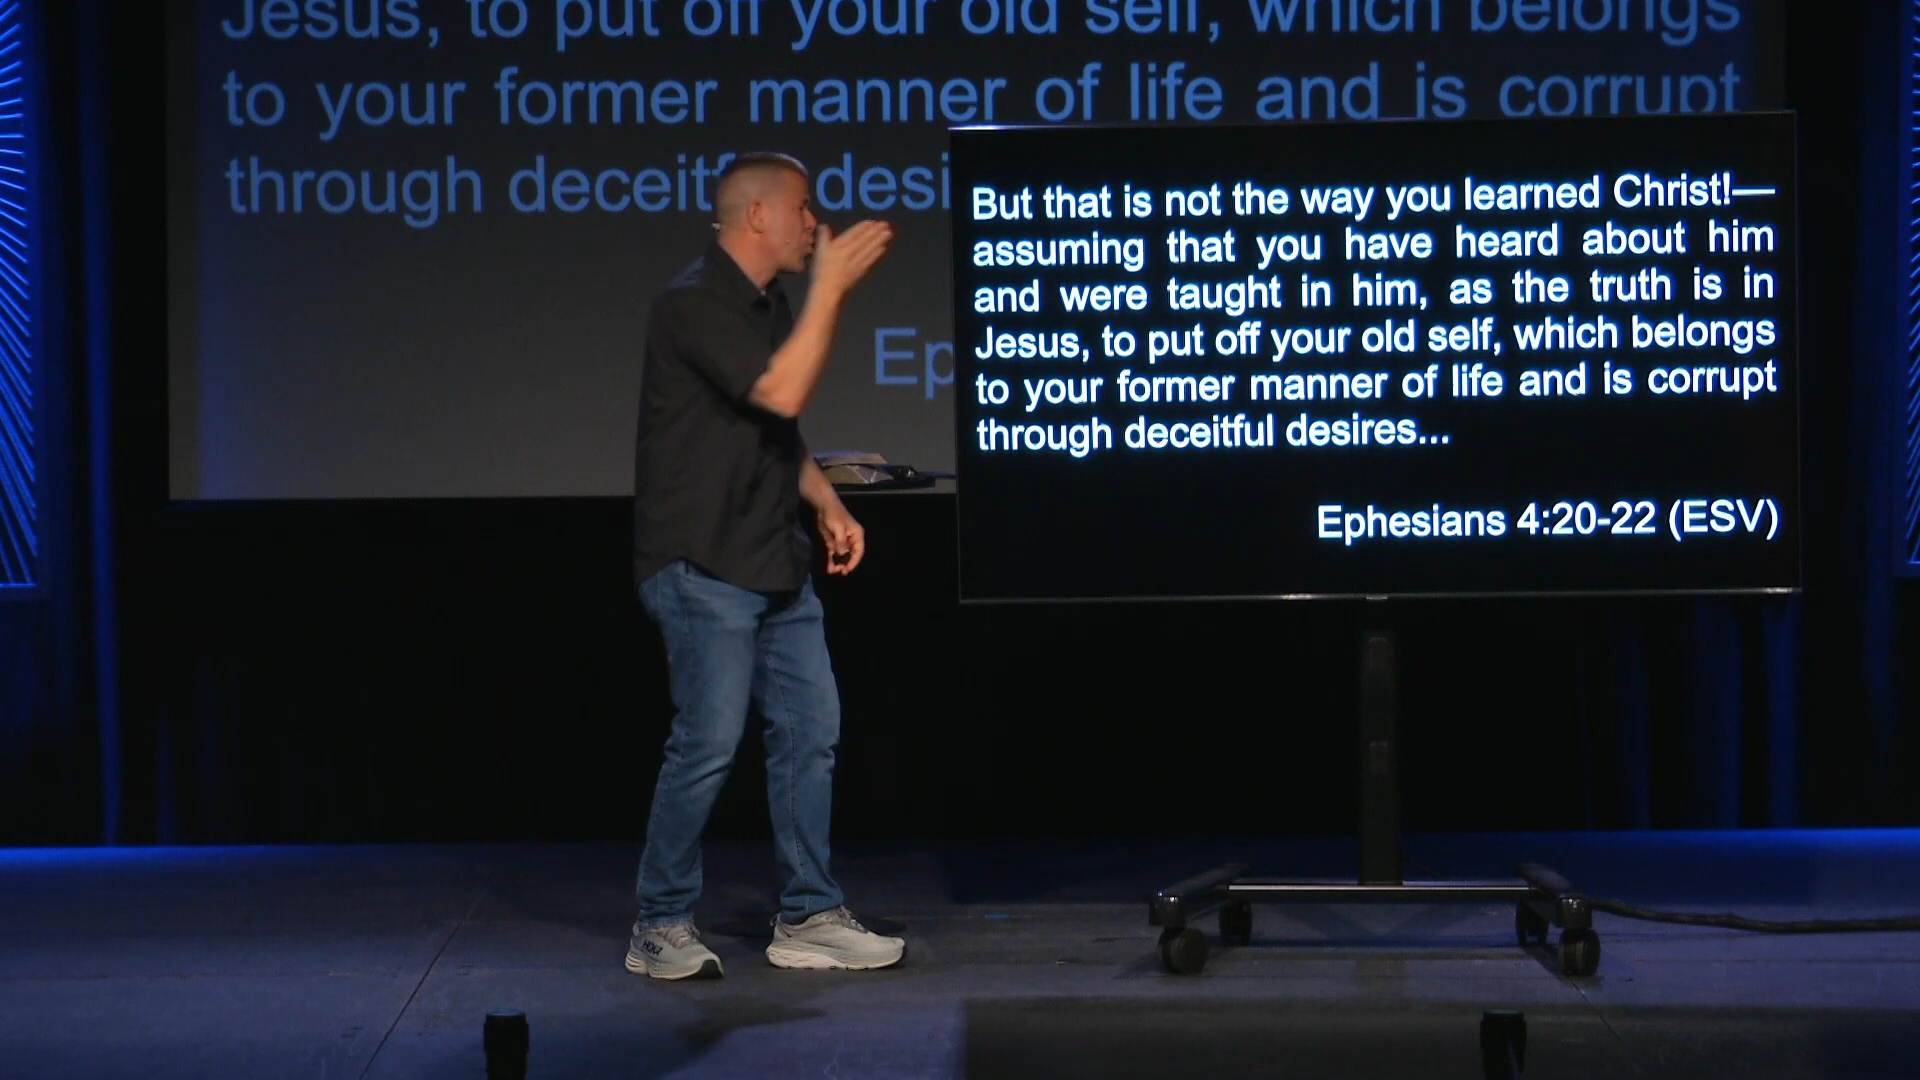 Jesus, to put off your old self, which belongs
to your former manner of life and is corrupt
through deceitf desi
Ep
But that is not the way you learned Christ!—
assuming that you have heard about him
and were taught in him, as the truth is in
Jesus, to put off your old self, which belongs
to your former manner of life and is corrupt
through deceitful desires...
Ephesians 4:20-22 (ESV)
HOKA